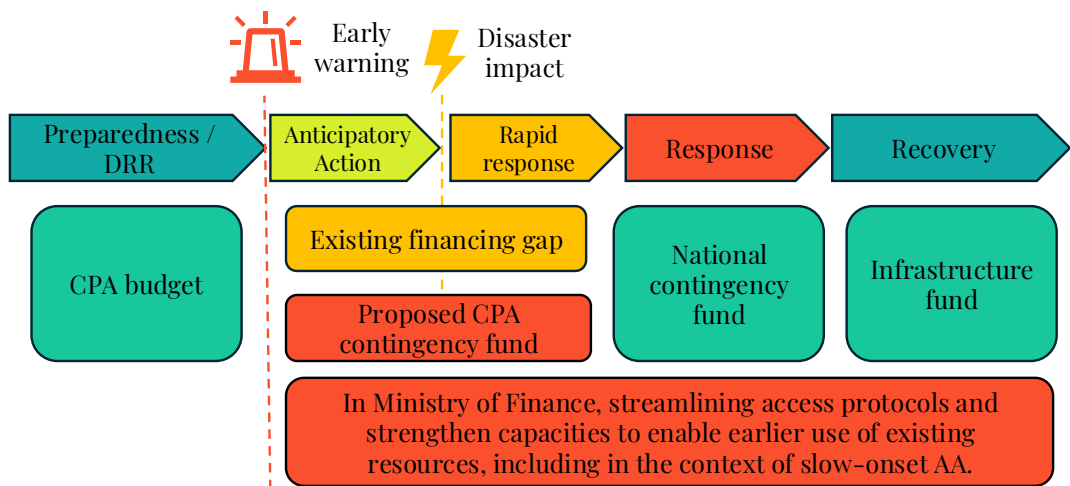 Early
warning
Disaster
impact
Preparedness /
DRR
Anticipatory
Action
Rapid
response
Response
Recovery
CPA budget
Existing financing gap
Proposed CPA
contingency fund
National
contingency
fund
Infrastructure
fund
In Ministry of Finance, streamlining access protocols and
strengthen capacities to enable earlier use of existing
resources, including in the context of slow-onset AA.